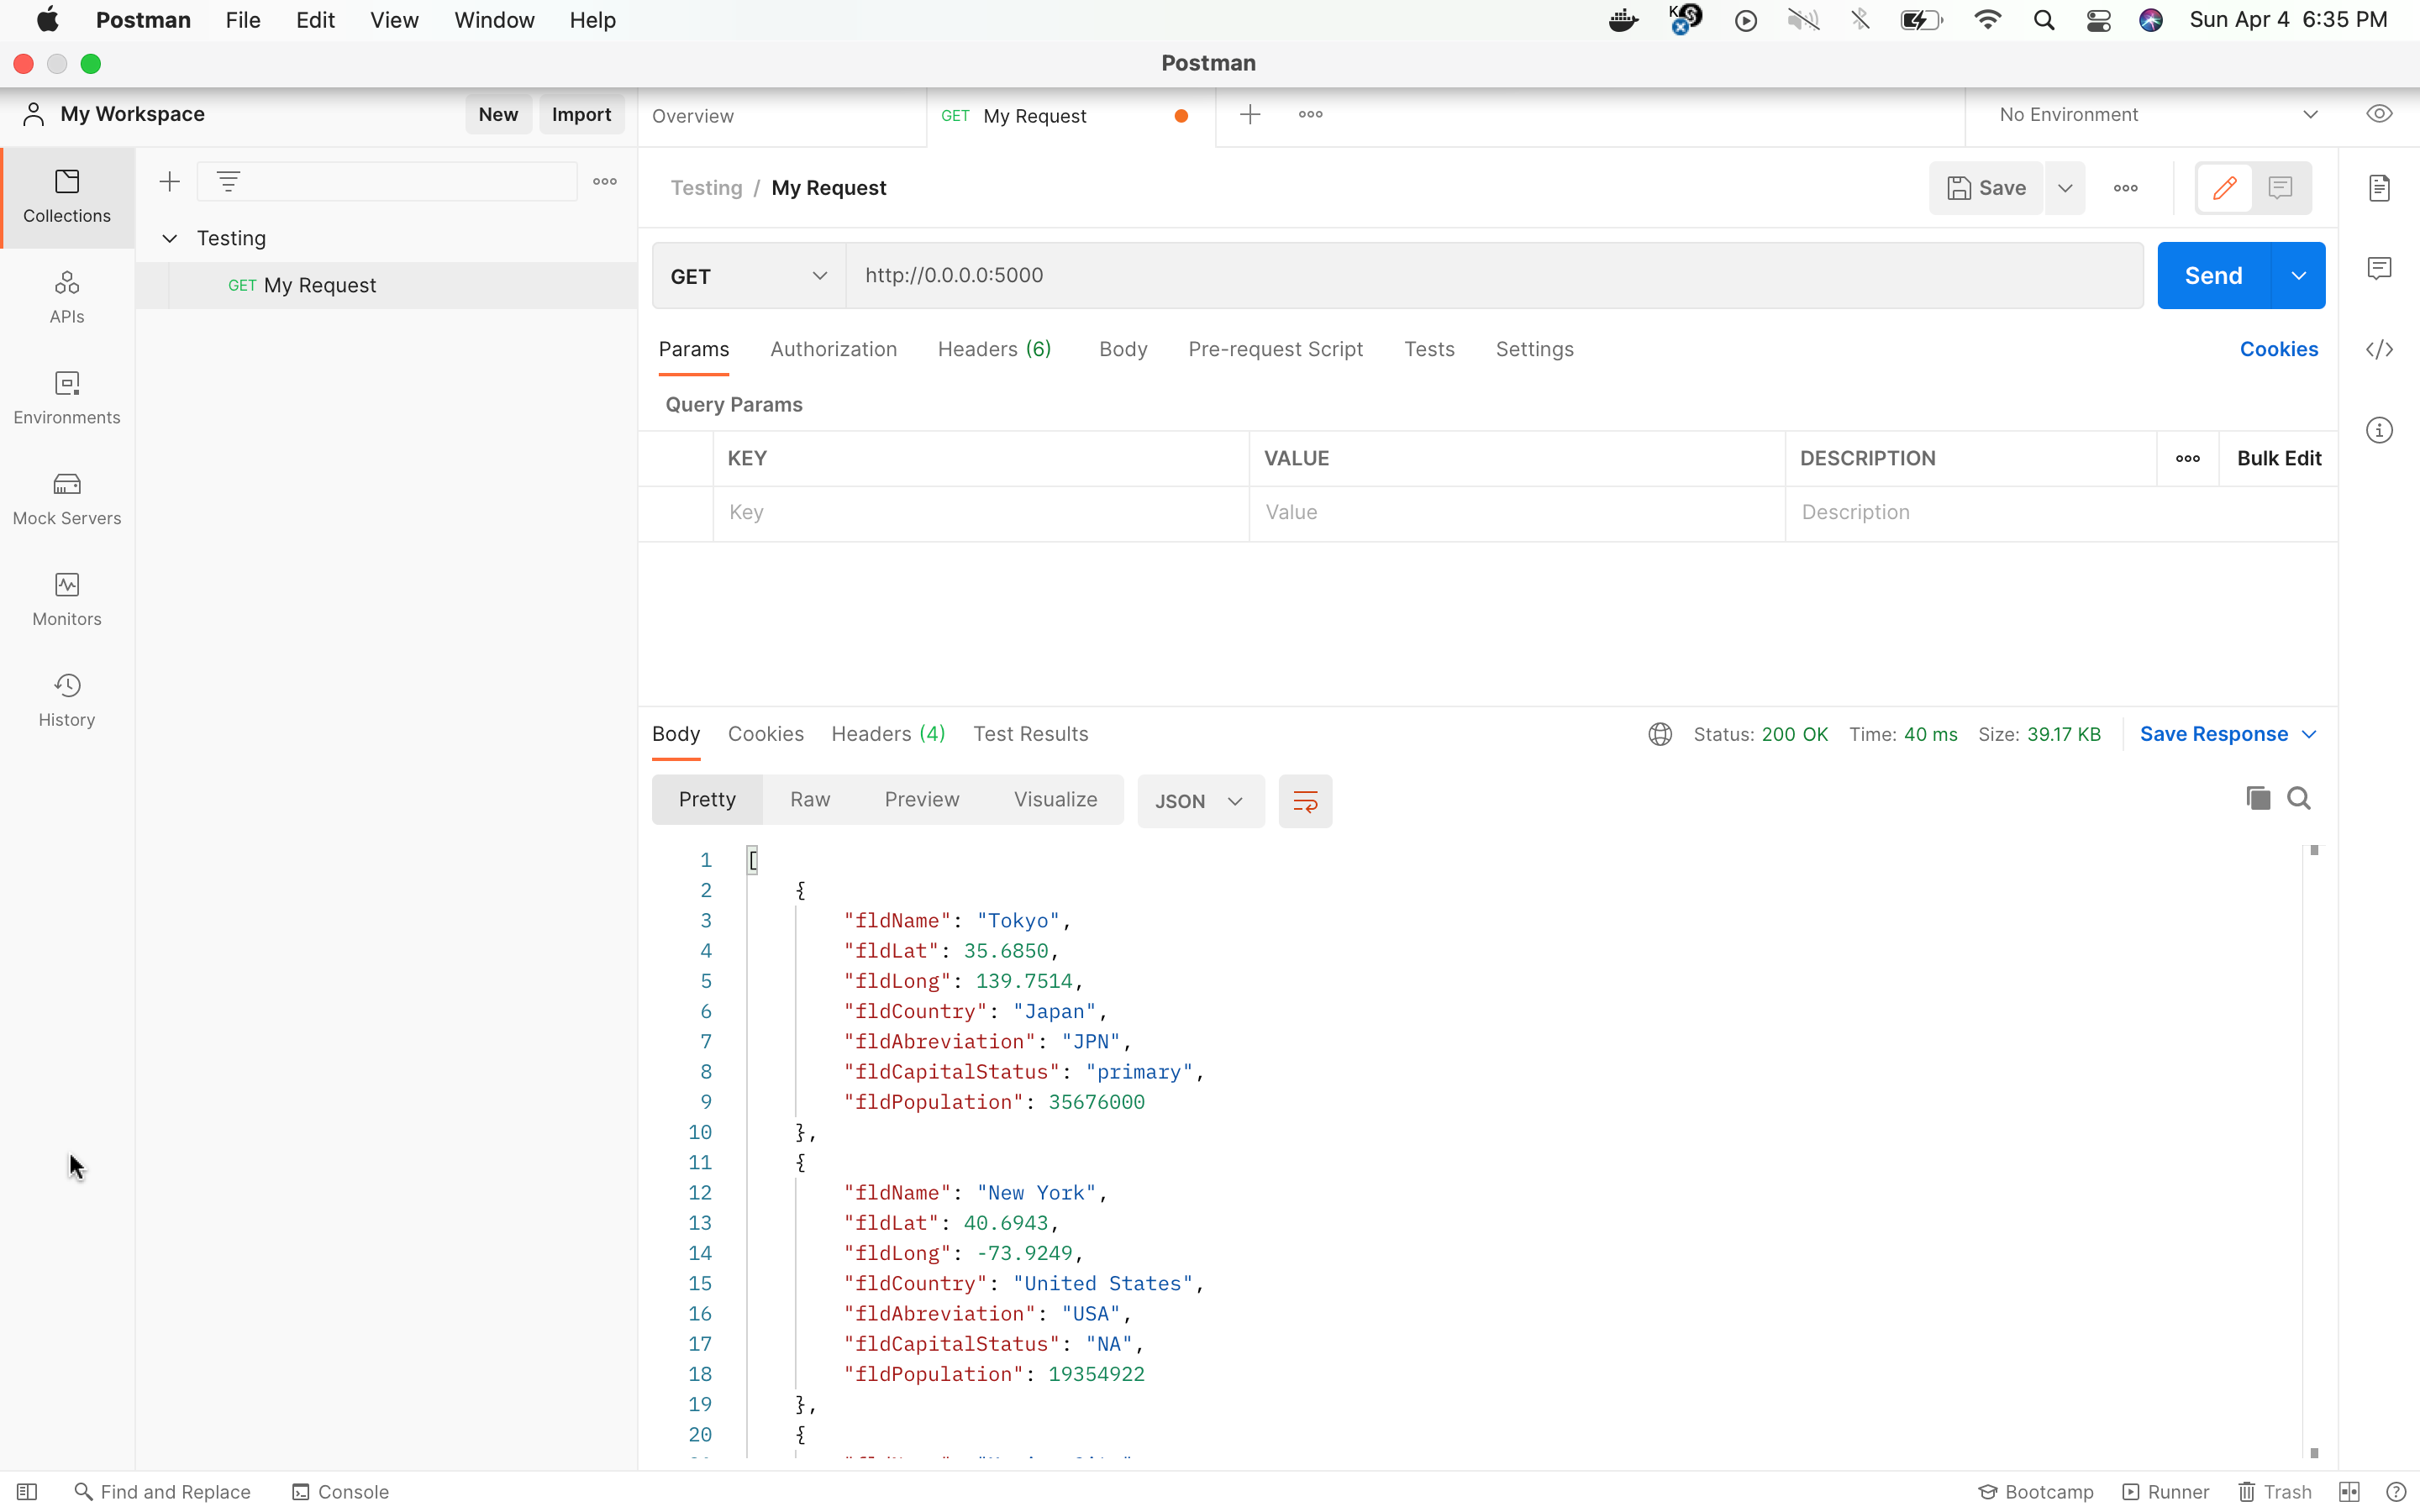 Postman File Edit View Window Help Sun Apr 4 6:35 PM
Postman
My Workspace New Import Overview GET My Request No Environment
Collections
APIs
Environments
Mock Servers
Monitors
History
Testing
GET My Request
Testing / My Request Save
GET http://0.0.0.0:5000 Send
Params Authorization Headers (6) Body Pre-request Script Tests Settings Cookies
Query Params
KEY VALUE DESCRIPTION Bulk Edit
Key Value Description
Body Cookies Headers (4) Test Results Status: 200 OK Time: 40 ms Size: 39.17 KB Save Response
Pretty Raw Preview Visualize JSON
1 [
2 {
3 "fldName": "Tokyo",
4 "fldLat": 35.6850,
5 "fldLong": 139.7514,
6 "fldCountry": "Japan",
7 "fldAbreviation": "JPN",
8 "fldCapitalStatus": "primary",
9 "fldPopulation": 35676000
10 },
11 {
12 "fldName": "New York",
13 "fldLat": 40.6943,
14 "fldLong": -73.9249,
15 "fldCountry": "United States",
16 "fldAbreviation": "USA",
17 "fldCapitalStatus": "NA",
18 "fldPopulation": 19354922
19 },
20 {
Find and Replace Console Bootcamp Runner Trash